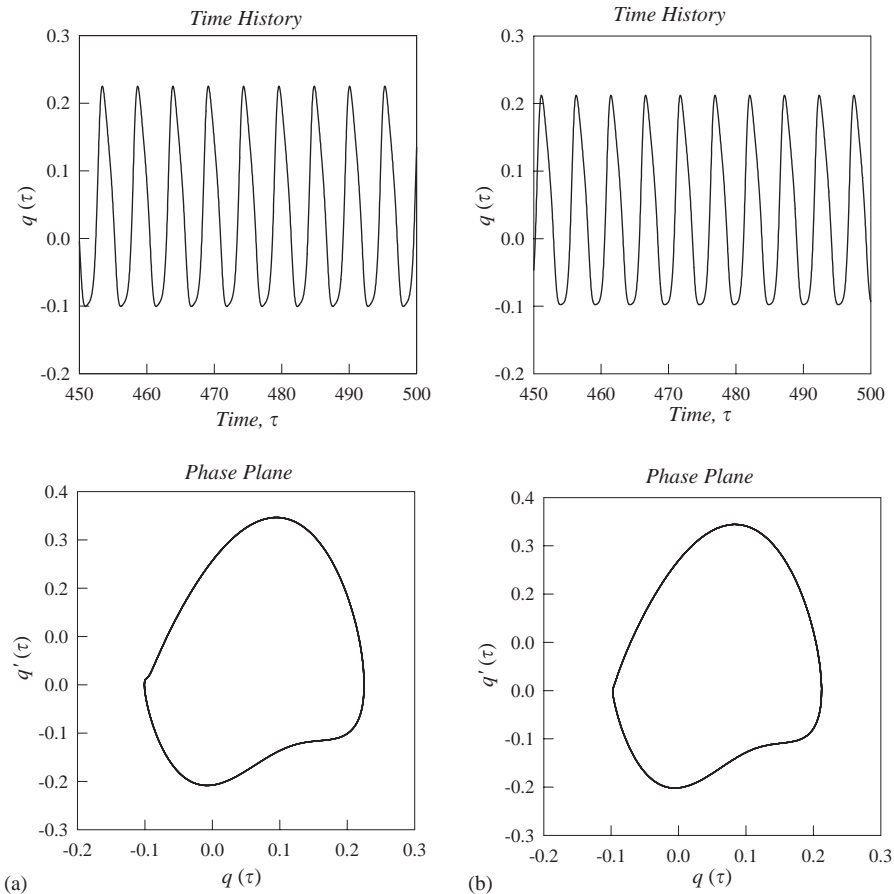 Time History
0.3
0.2
0.1
0.0
-0.1
-0.2
q (τ)
450 460 470 480 490 500
Time, τ
Time History
0.3
0.2
0.1
0.0
-0.1
-0.2
q (τ)
450 460 470 480 490 500
Time, τ
Phase Plane
0.4
0.3
0.2
0.0
0.0
-0.1
-0.2
-0.3
q′ (τ)
-0.2 -0.1 0.0 0.1 0.2 0.3
q (τ)
(a)
Phase Plane
0.4
0.3
0.2
0.0
0.0
-0.1
-0.2
-0.3
q′ (τ)
-0.2 -0.1 0.0 0.1 0.2 0.3
q (τ)
(b)